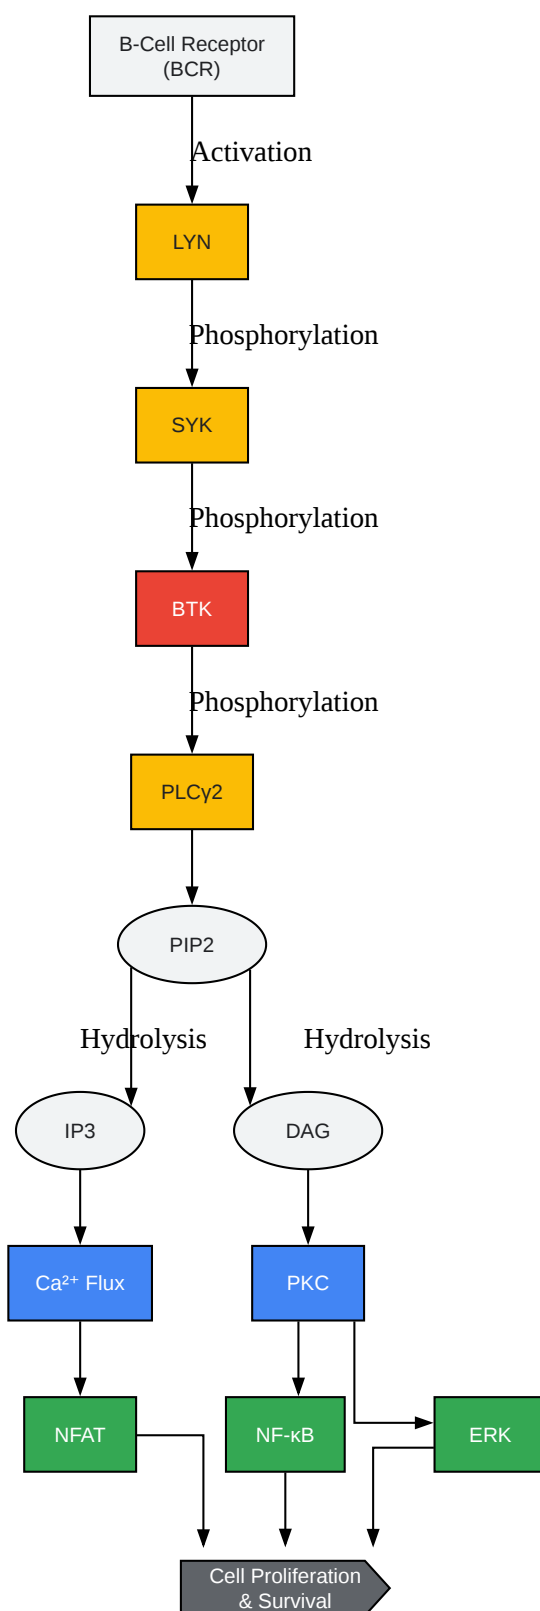 B-Cell Receptor
(BCR)
Activation
LYN
Phosphorylation
SYK
Phosphorylation
BTK
Phosphorylation
PLCγ2
PIP2
Hydrolysis
Hydrolysis
IP3
DAG
Ca²⁺ Flux
PKC
NFAT
NF-κB
ERK
Cell Proliferation
& Survival